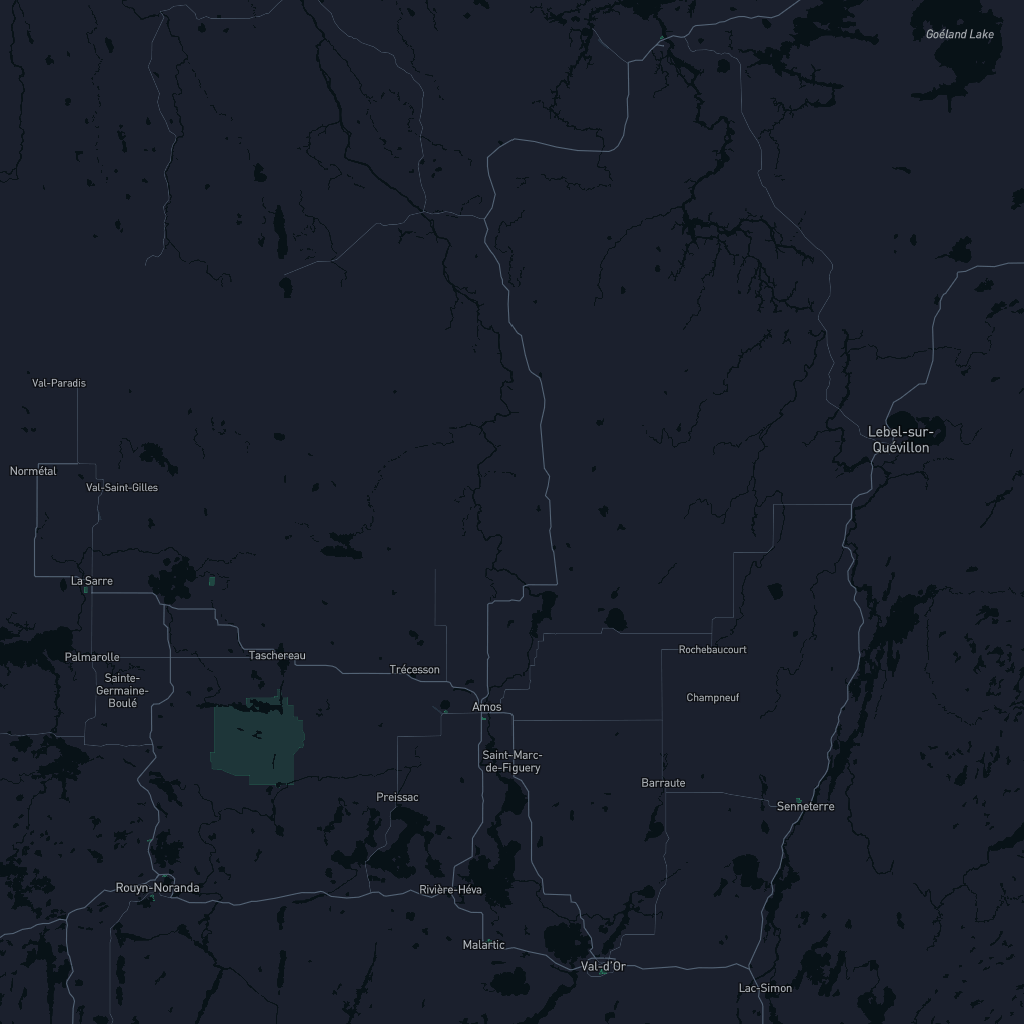 Goéland Lake
Val-Paradis
Lebel-sur-
Quévillon
Normétal
Val-Saint-Gilles
La Sarre
Palmarolle
Taschereau
Rochebaucourt
Trécesson
Sainte-
Germaine-
Boulé
Champneuf
Amos
Saint-Marc-
de-Figuery
Barraute
Preissac
Senneterre
Rouyn-Noranda
Rivière-Héva
Malartic
Val-d'Or
Lac-Simon